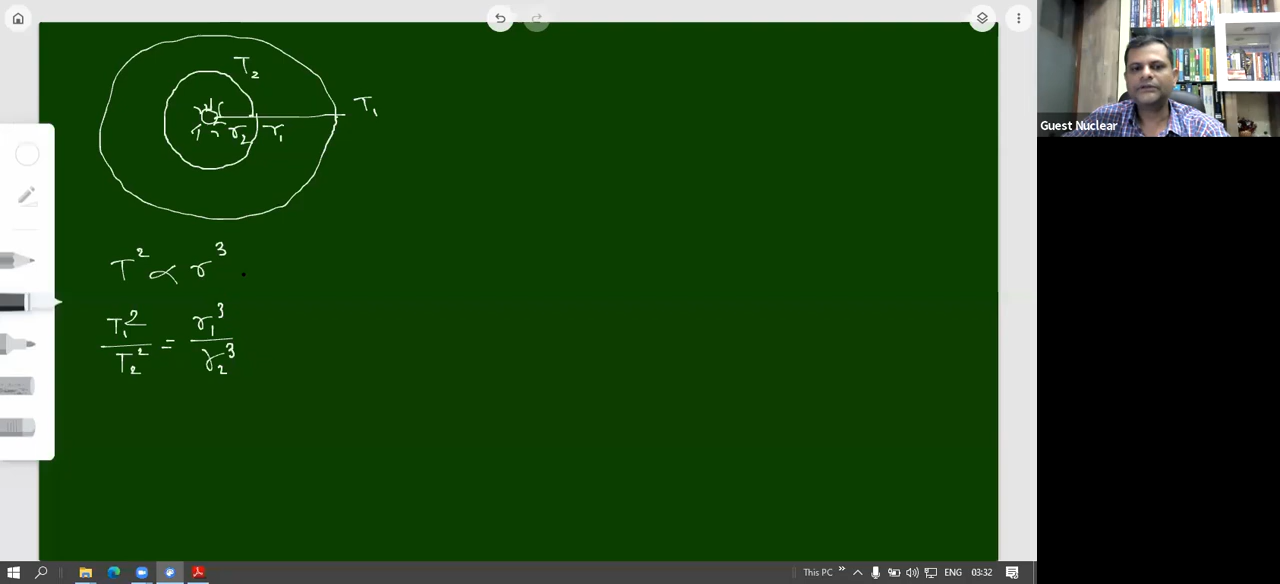 T₂
T₁
r₂ r₁
T² ∝ r³
T₁²/T₂² = r₁³/r₂³
Guest Nuclear
This PC
ENG
03:32